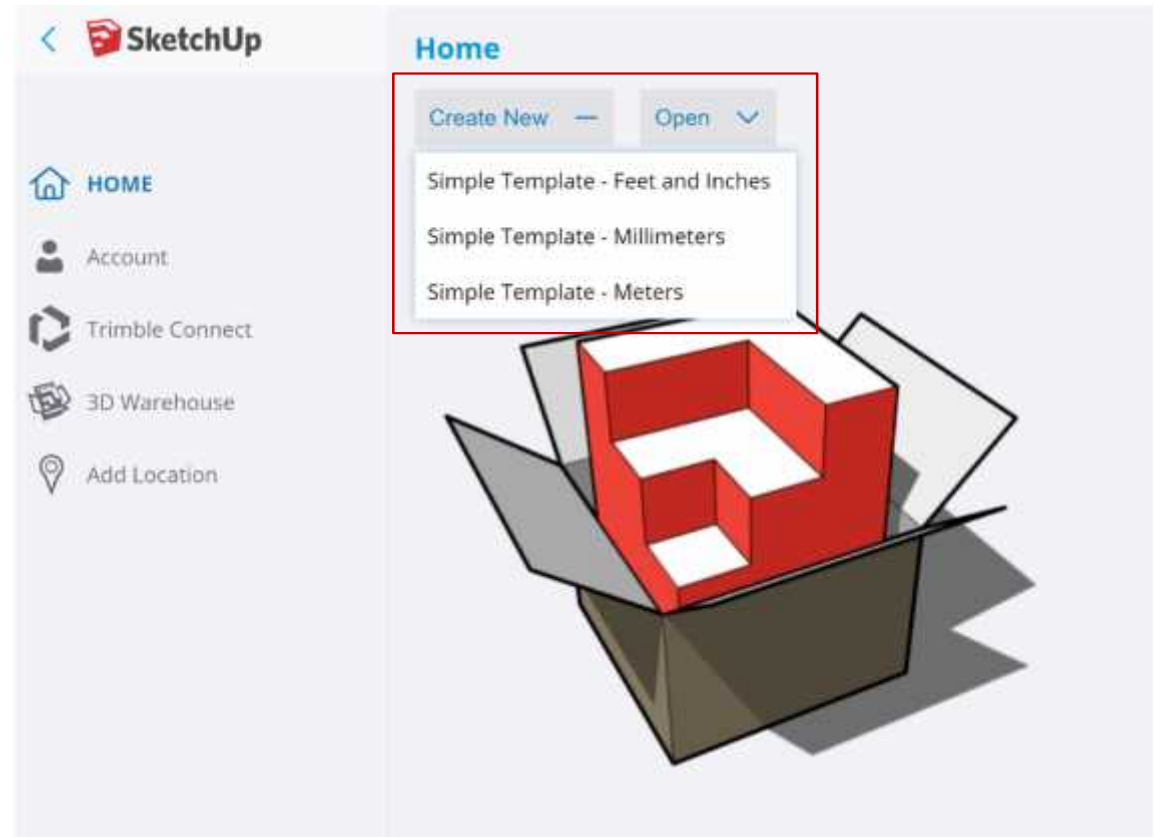 SketchUp
Home
Create New
Open
Simple Template - Feet and Inches
Simple Template - Millimeters
Simple Template - Meters
HOME
Account
Trimble Connect
3D Warehouse
Add Location